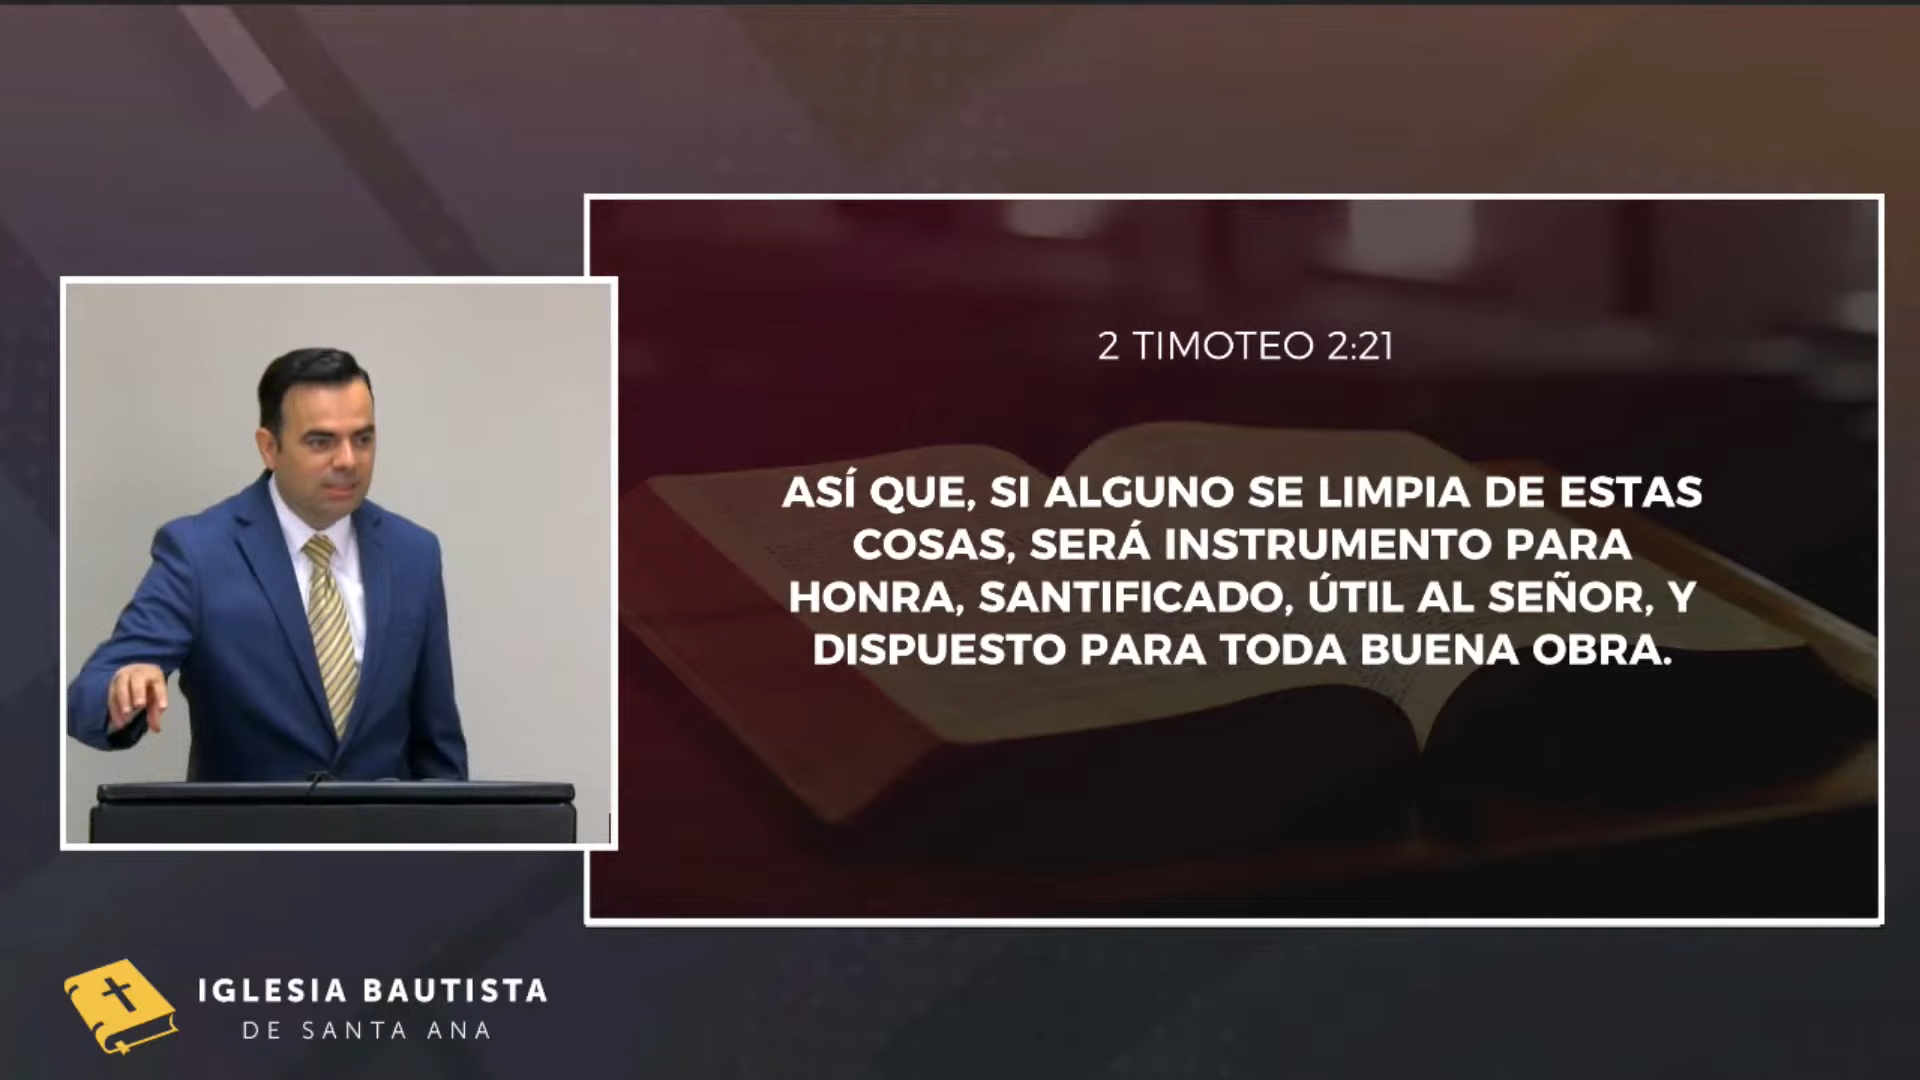 2 TIMOTEO 2:21
ASÍ QUE, SI ALGUNO SE LIMPIA DE ESTAS
COSAS, SERÁ INSTRUMENTO PARA
HONRA, SANTIFICADO, ÚTIL AL SEÑOR, Y
DISPUESTO PARA TODA BUENA OBRA.
IGLESIA BAUTISTA
DE SANTA ANA